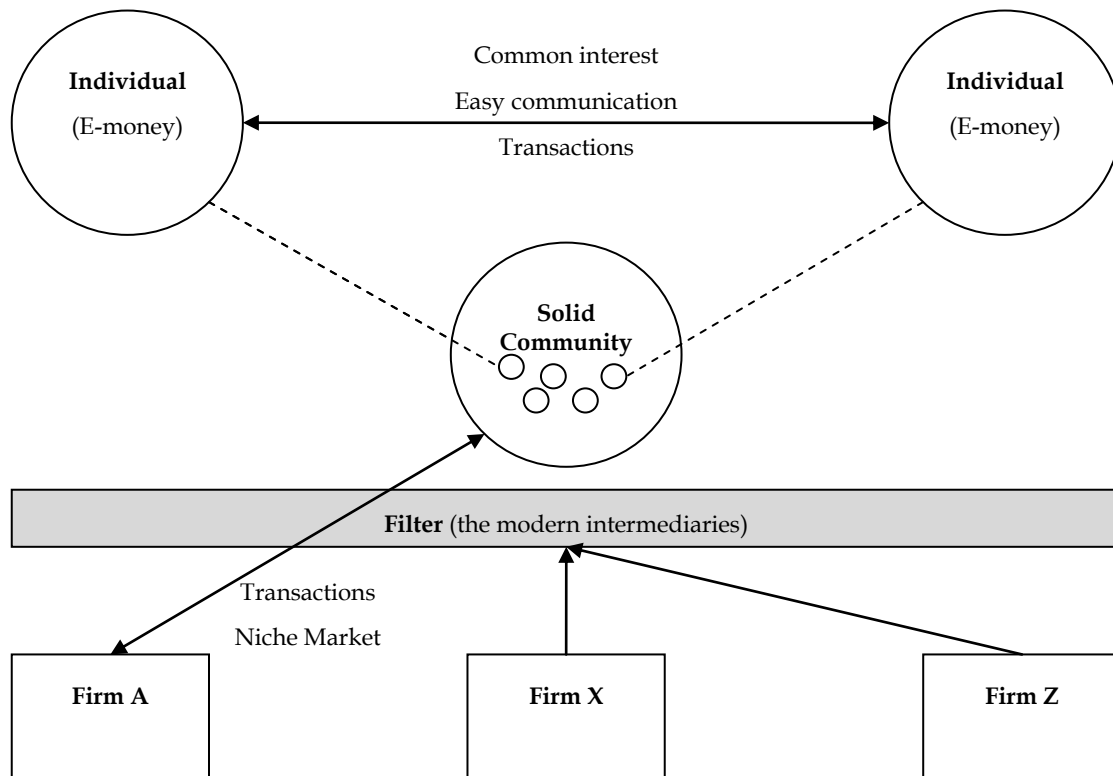 Individual
(E-money)
Common interest
Easy communication
Transactions
Individual
(E-money)
Solid
Community
Filter (the modern intermediaries)
Transactions
Niche Market
Firm A
Firm X
Firm Z